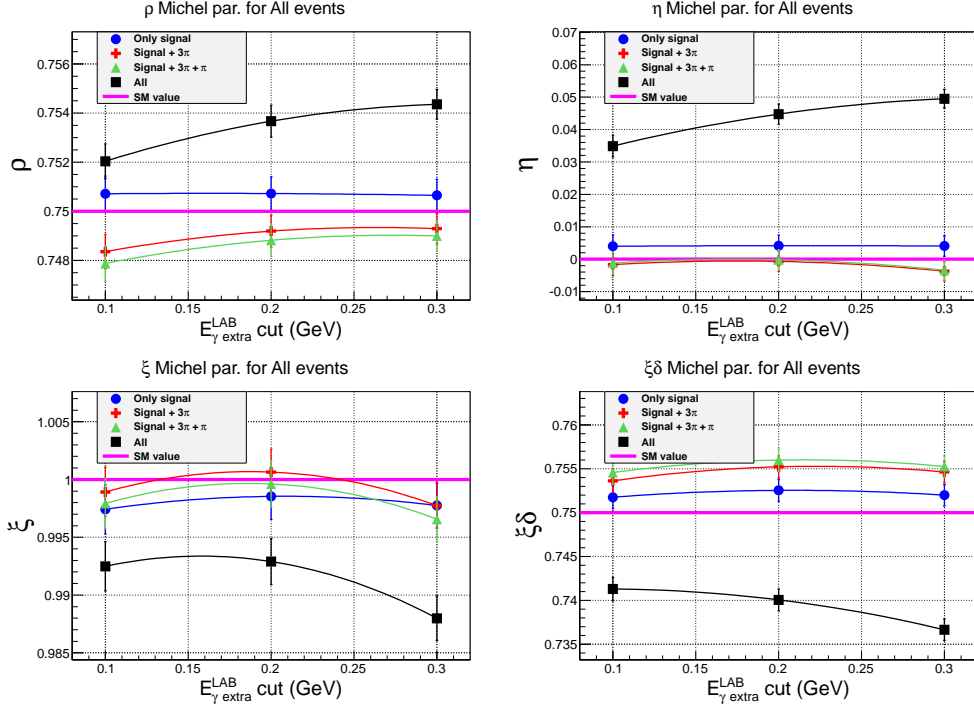 ρ Michel par. for All events
Only signal
Signal + 3π
Signal + 3π + π
All
SM value
0.756
0.754
0.752
0.75
0.748
ρ
0.1
0.15
0.2
0.25
0.3
E_γ extra^LAB cut (GeV)
η Michel par. for All events
Only signal
Signal + 3π
Signal + 3π + π
All
SM value
0.07
0.06
0.05
0.04
0.03
0.02
0.01
0
-0.01
η
0.1
0.15
0.2
0.25
0.3
E_γ extra^LAB cut (GeV)
ξ Michel par. for All events
Only signal
Signal + 3π
Signal + 3π + π
All
SM value
1.005
1
0.995
0.99
0.985
ξ
0.1
0.15
0.2
0.25
0.3
E_γ extra^LAB cut (GeV)
ξδ Michel par. for All events
Only signal
Signal + 3π
Signal + 3π + π
All
SM value
0.76
0.755
0.75
0.745
0.74
0.735
ξδ
0.1
0.15
0.2
0.25
0.3
E_γ extra^LAB cut (GeV)